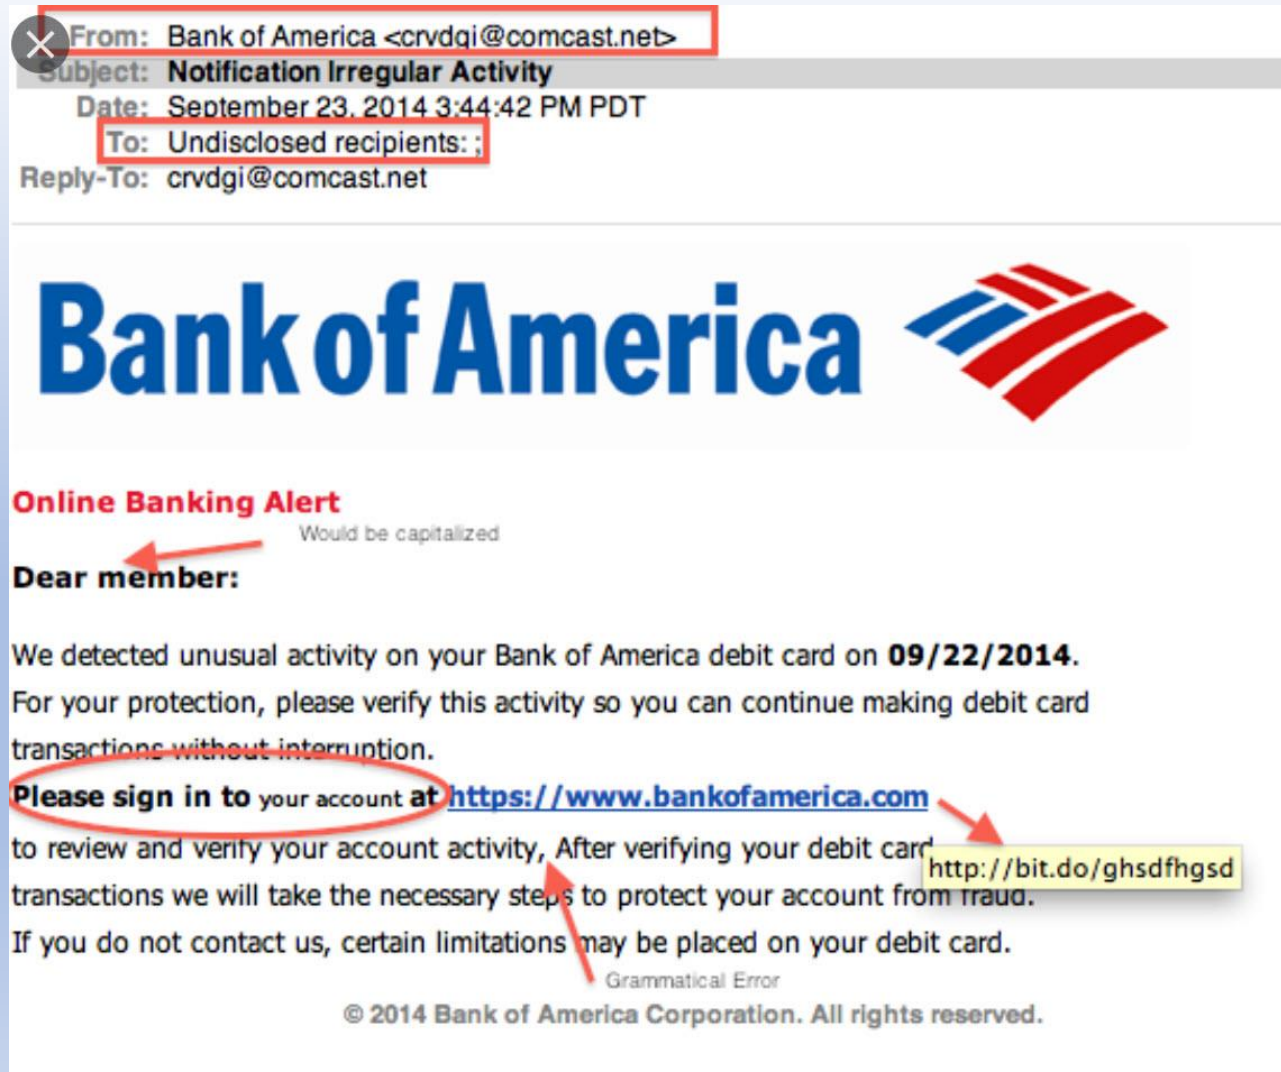 From: Bank of America <crvdgi@comcast.net>
Subject: Notification Irregular Activity
Date: September 23, 2014 3:44:42 PM PDT
To: Undisclosed recipients: ;
Reply-To: crvdgi@comcast.net
Bank of America
Online Banking Alert
Would be capitalized
Dear member:
We detected unusual activity on your Bank of America debit card on 09/22/2014.
For your protection, please verify this activity so you can continue making debit card
transactions without interruption.
Please sign in to your account at https://www.bankofamerica.com
to review and verify your account activity, After verifying your debit card
http://bit.do/ghsdfhgsd
transactions we will take the necessary steps to protect your account from fraud.
If you do not contact us, certain limitations may be placed on your debit card.
Grammatical Error
© 2014 Bank of America Corporation. All rights reserved.